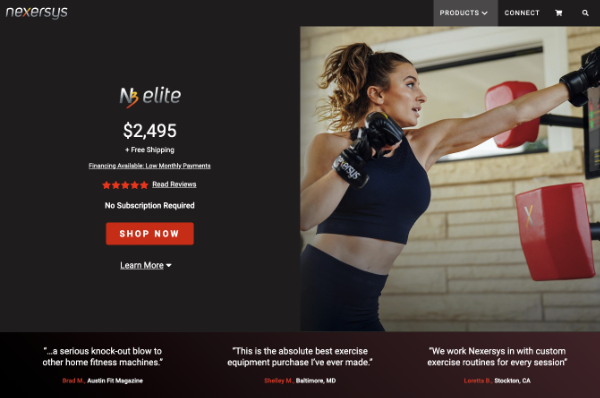 nexersys
PRODUCTS
CONNECT
N3 elite
$2,495
+ Free Shipping
Financing Available: Low Monthly Payments
Read Reviews
No Subscription Required
SHOP NOW
Learn More
nexersys
"...a serious knock-out blow to
other home fitness machines."
Brad M., Austin Fit Magazine
"This is the absolute best exercise
equipment purchase I've ever made."
Shelley M., Baltimore, MD
"We work Nexersys in with custom
exercise routines for every session"
Loretta B., Stockton, CA